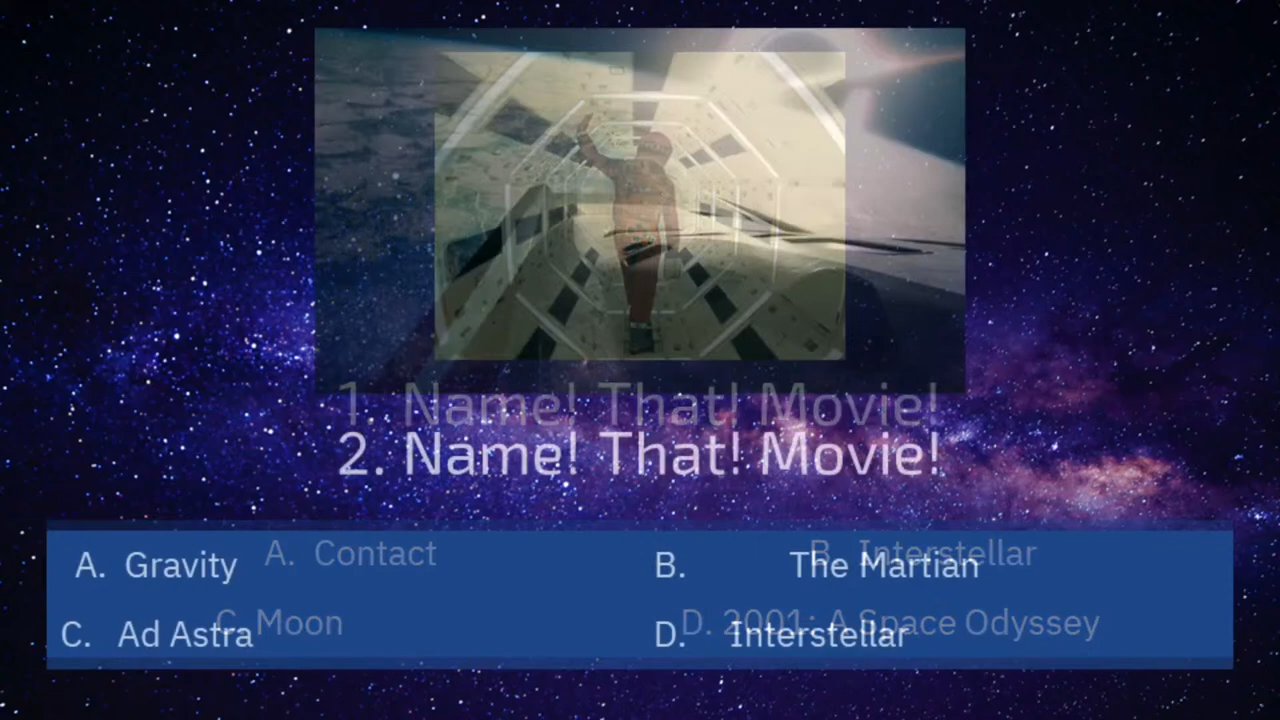 1. Name! That! Movie!
2. Name! That! Movie!
A. Contact
B. Interstellar
A. Gravity
B. The Martian
C. Moon
D. 2001: A Space Odyssey
C. Ad Astra
D. Interstellar